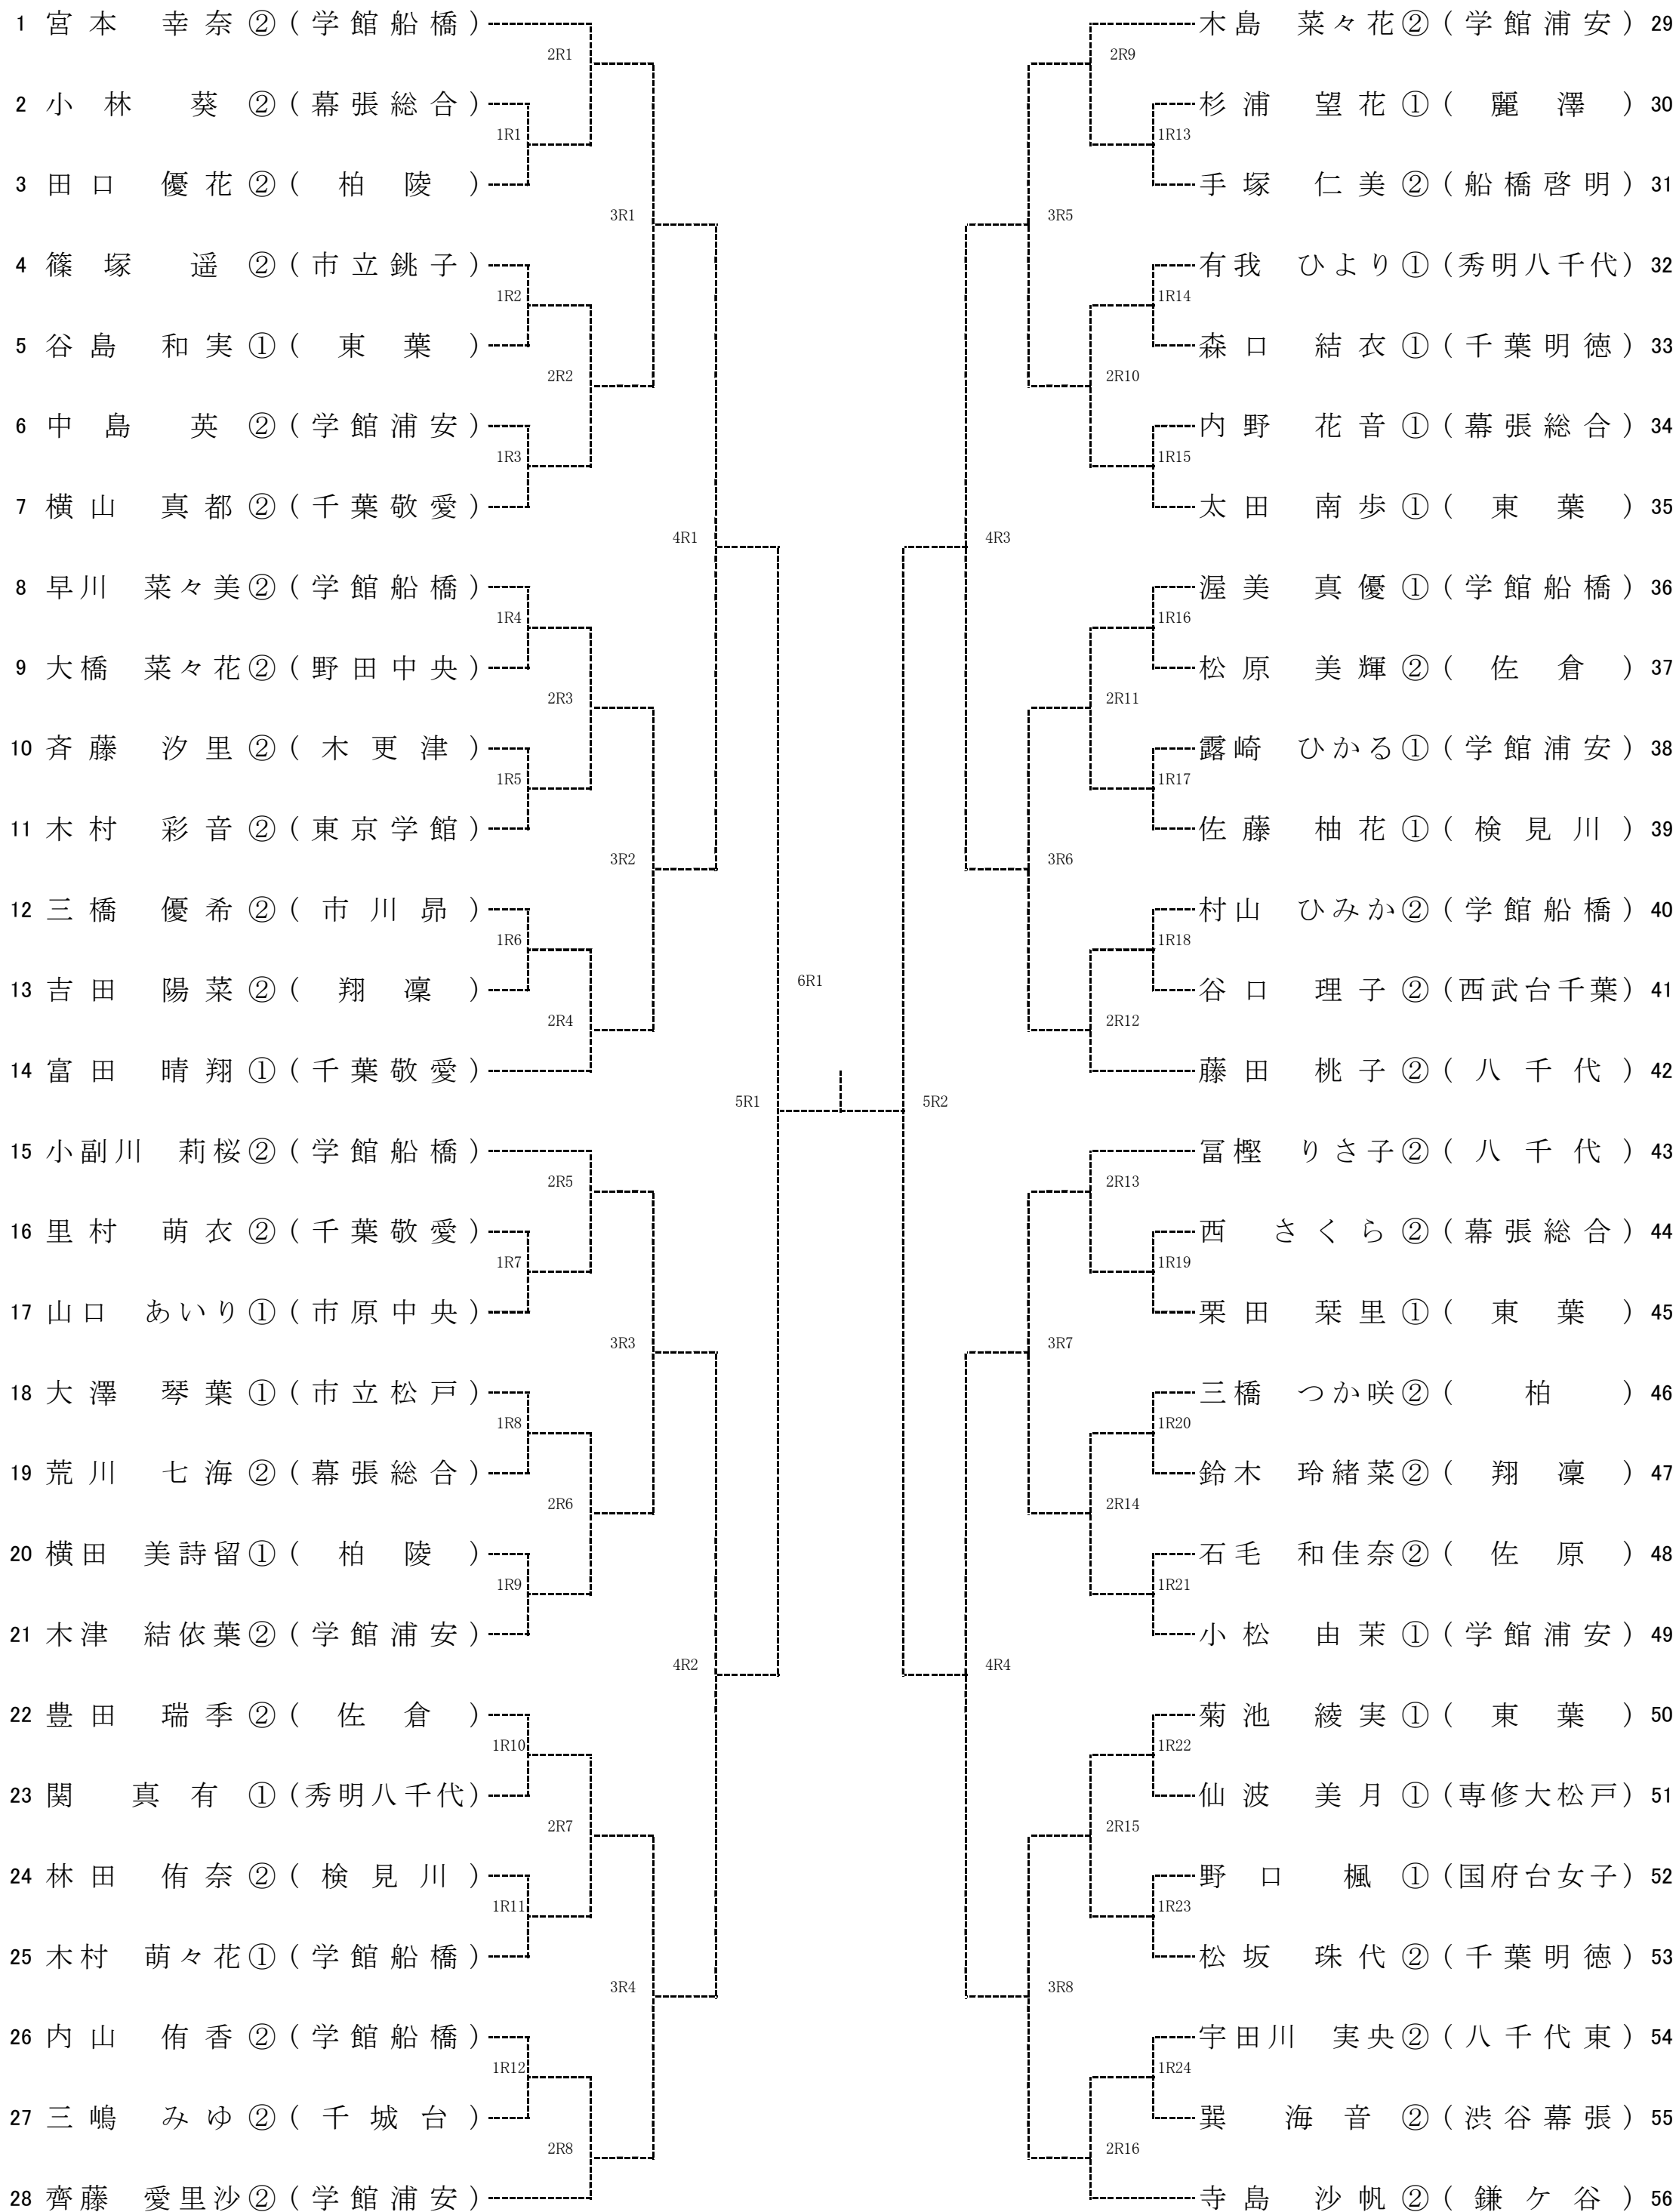 1 宮本 幸奈②(学館船橋)
2R1
2 小林 葵②(幕張総合)
1R1
3 田口 優花②(柏陵)
3R1
4 篠塚 遥②(市立銚子)
1R2
5 谷島 和実①(東葉)
2R2
6 中島 英②(学館浦安)
1R3
7 横山 真都②(千葉敬愛)
4R1
8 早川 菜々美②(学館船橋)
1R4
9 大橋 菜々花②(野田中央)
2R3
10 斉藤 汐里②(木更津)
1R5
11 木村 彩音②(東京学館)
3R2
12 三橋 優希②(市川昴)
1R6
13 吉田 陽菜②(翔凜)
2R4
14 富田 晴翔①(千葉敬愛)
5R1
15 小副川 莉桜②(学館船橋)
2R5
16 里村 萌衣②(千葉敬愛)
1R7
17 山口 あいり①(市原中央)
3R3
18 大澤 琴葉①(市立松戸)
1R8
19 荒川 七海②(幕張総合)
2R6
20 横田 美詩留①(柏陵)
1R9
21 木津 結依葉②(学館浦安)
4R2
22 豊田 瑞季②(佐倉)
1R10
23 関 真有①(秀明八千代)
2R7
24 林田 侑奈②(検見川)
1R11
25 木村 萌々花①(学館船橋)
3R4
26 内山 侑香②(学館船橋)
1R12
27 三嶋 みゆ②(千城台)
2R8
28 齊藤 愛里沙②(学館浦安)
6R1
木島 菜々花②(学館浦安) 29
2R9
杉浦 望花①(麗澤) 30
1R13
手塚 仁美②(船橋啓明) 31
3R5
有我 ひより①(秀明八千代) 32
1R14
森口 結衣①(千葉明徳) 33
2R10
内野 花音①(幕張総合) 34
1R15
太田 南歩①(東葉) 35
4R3
渥美 真優①(学館船橋) 36
1R16
松原 美輝②(佐倉) 37
2R11
露崎 ひかる①(学館浦安) 38
1R17
佐藤 柚花①(検見川) 39
3R6
村山 ひみか②(学館船橋) 40
1R18
谷口 理子②(西武台千葉) 41
2R12
藤田 桃子②(八千代) 42
5R2
冨樫 りさ子②(八千代) 43
2R13
西 さくら②(幕張総合) 44
1R19
栗田 栞里①(東葉) 45
3R7
三橋 つか咲②(柏) 46
1R20
鈴木 玲緒菜②(翔凜) 47
2R14
石毛 和佳奈②(佐原) 48
1R21
小松 由茉①(学館浦安) 49
4R4
菊池 綾実①(東葉) 50
1R22
仙波 美月①(専修大松戸) 51
2R15
野口 楓①(国府台女子) 52
1R23
松坂 珠代②(千葉明徳) 53
3R8
宇田川 実央②(八千代東) 54
1R24
巽 海音②(渋谷幕張) 55
2R16
寺島 沙帆②(鎌ケ谷) 56